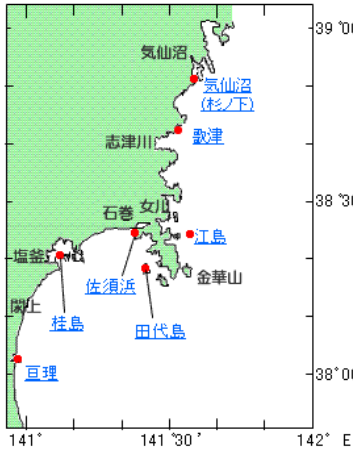 39°00
気仙沼
気仙沼
(杉ノ下)
歌津
志津川
38°30
女川
石巻
江島
塩釜
金華山
佐須浜
閖上
桂島
田代島
亘理
38°00
141°
141°30′
142° E